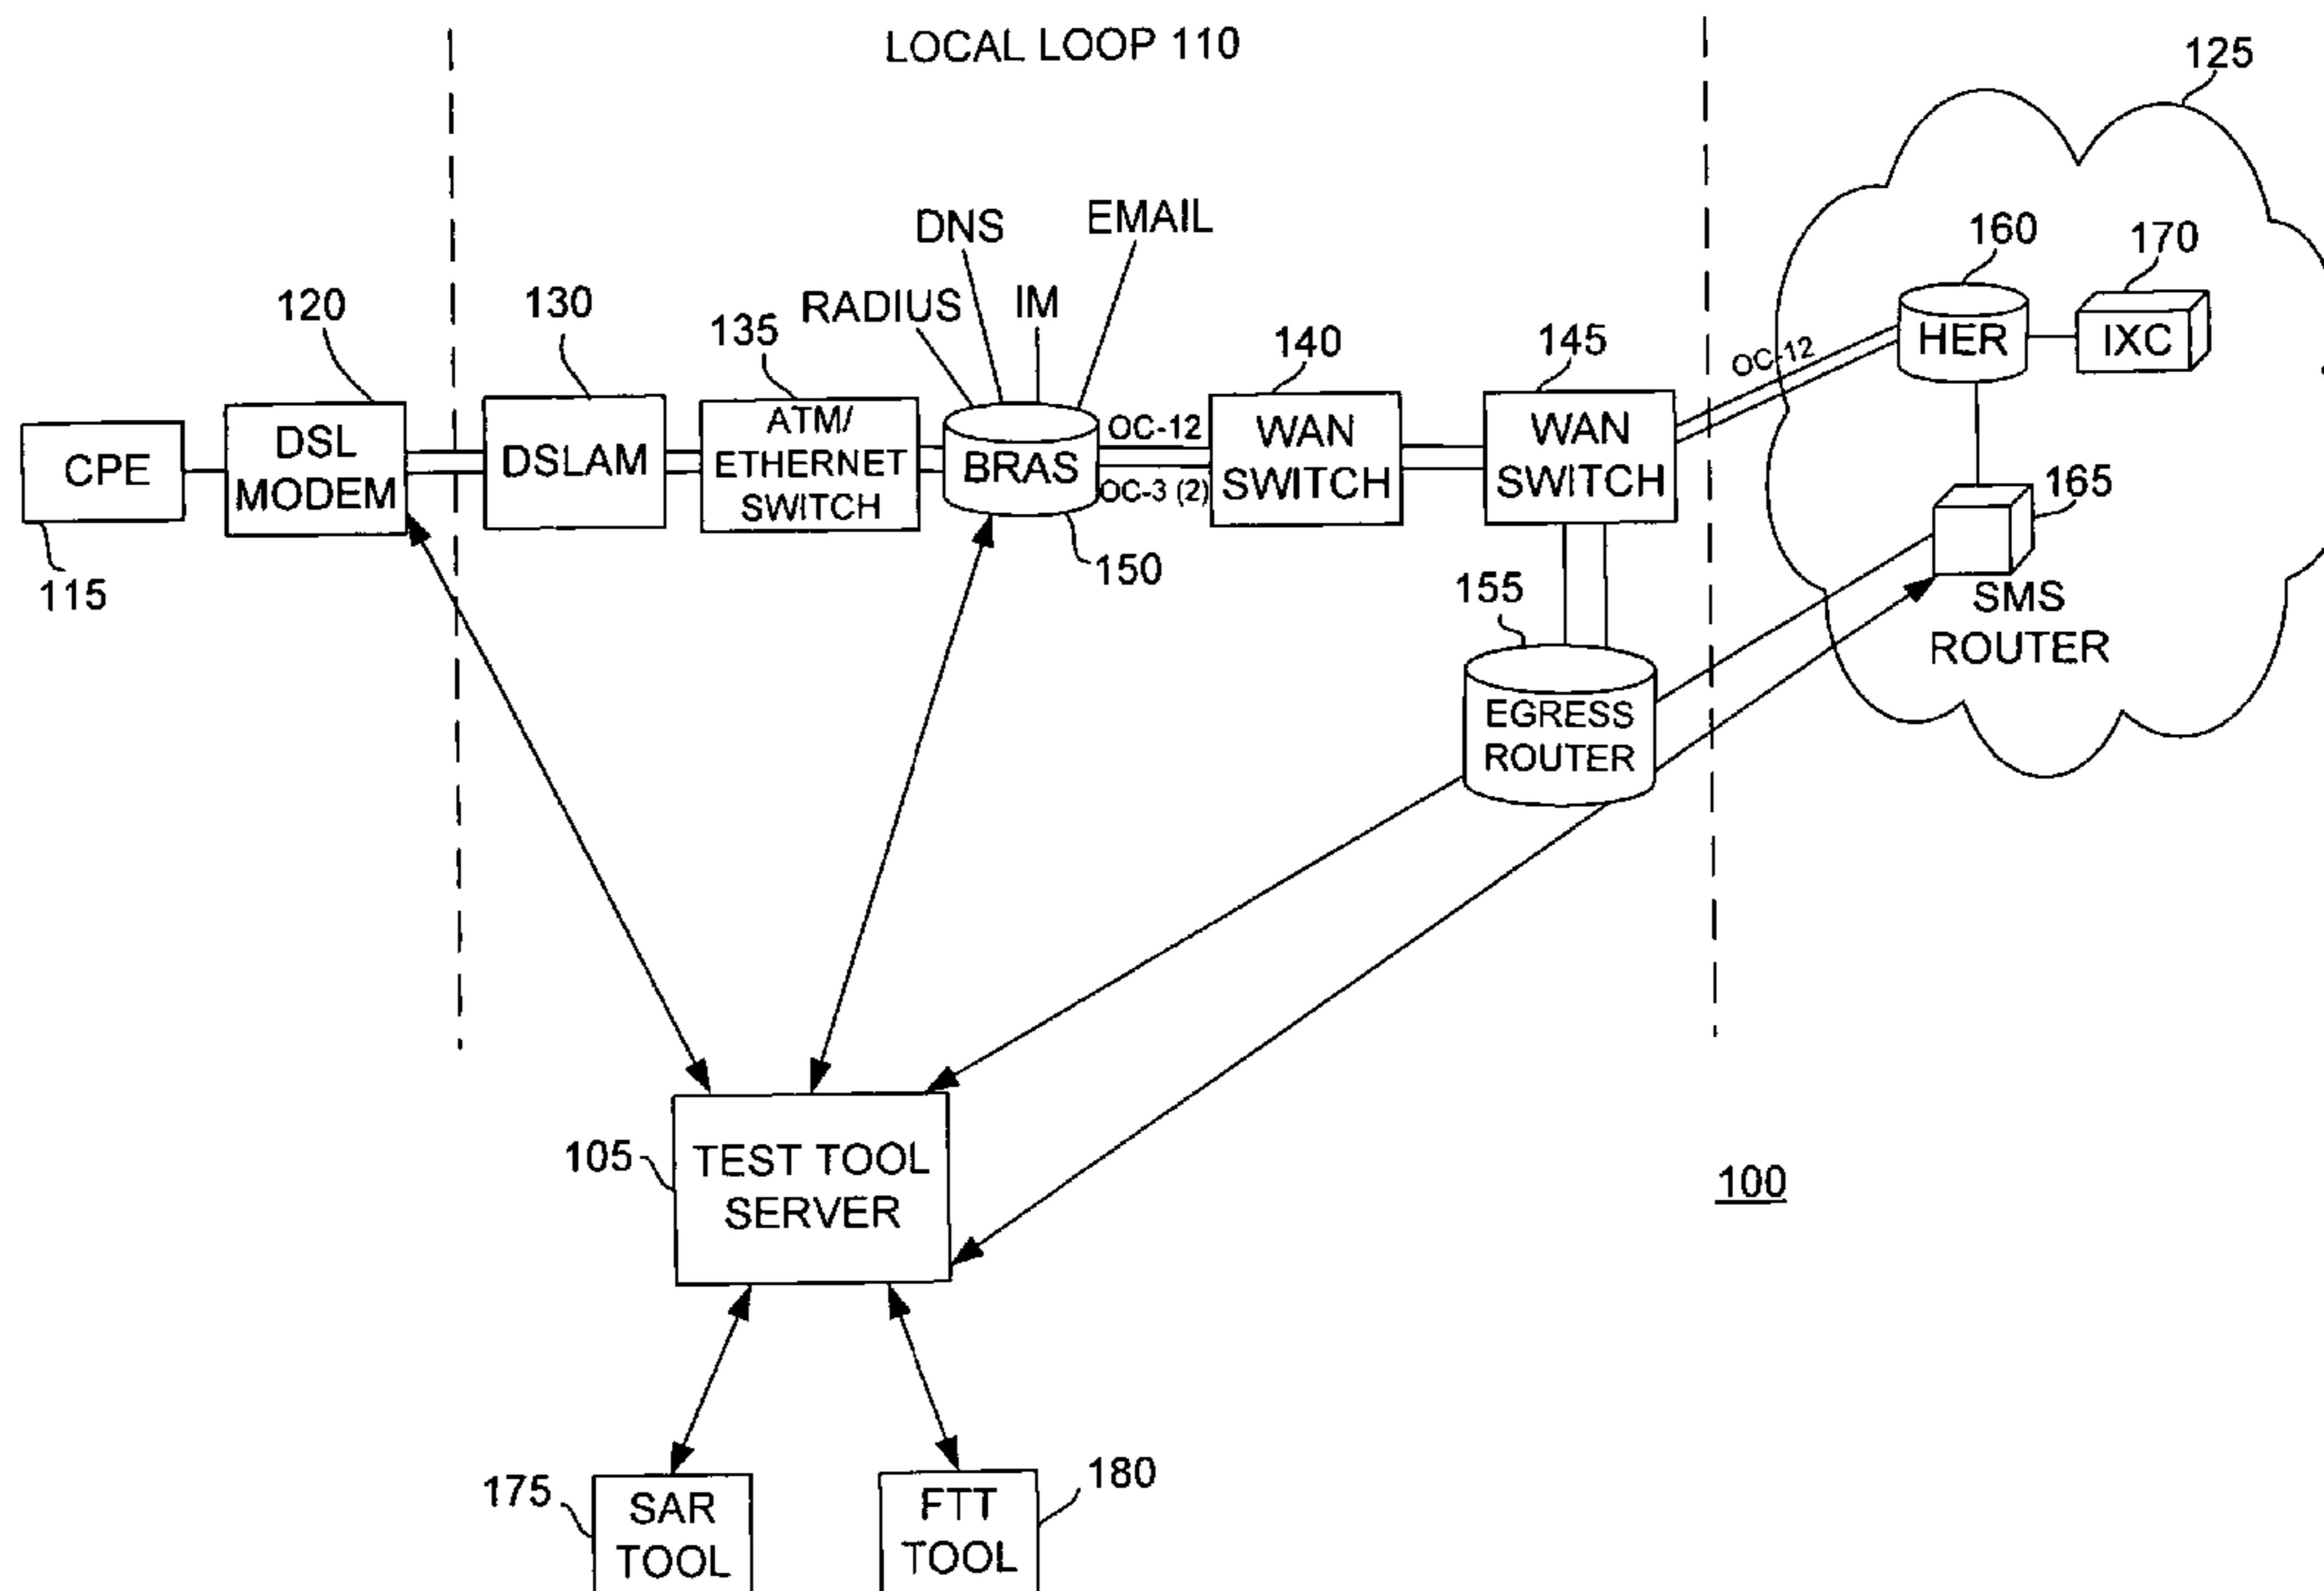 LOCAL LOOP 110
125
DNS
EMAIL
160
170
120
130
RADIUS
IM
135
140
145
HER
IXC
OC-12
CPE
DSL
MODEM
DSLAM
ATM/
ETHERNET
SWITCH
BRAS
OC-12
OC-3 (2)
WAN
SWITCH
WAN
SWITCH
165
115
150
155
SMS
ROUTER
EGRESS
ROUTER
105
TEST TOOL
SERVER
100
175
SAR
TOOL
FTT
TOOL
180